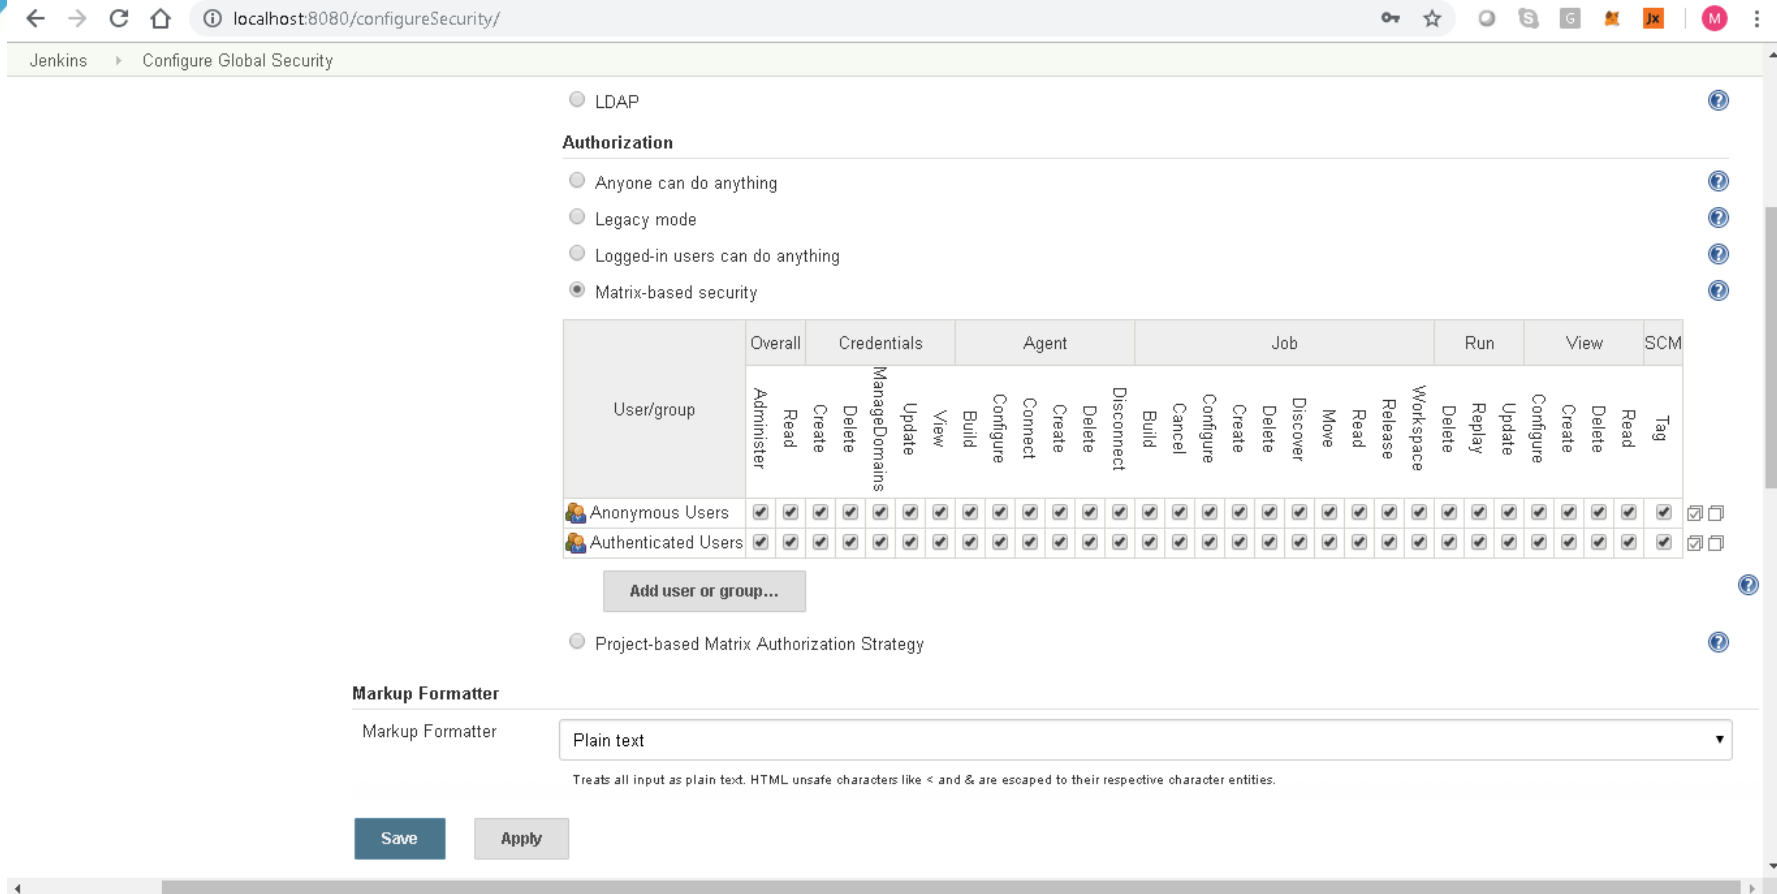 localhost:8080/configureSecurity/
G
Jx
M
Jenkins Configure Global Security
LDAP
Authorization
Anyone can do anything
Legacy mode
Logged-in users can do anything
Matrix-based security
User/group Overall Credentials Agent Job Run View SCM
Administer Read Create Delete ManageDomains Update View Build Configure Connect Create Delete Disconnect Build Cancel Configure Create Delete Discover Move Read Release Workspace Delete Replay Update Configure Create Delete Read Tag
Anonymous Users
Authenticated Users
Add user or group...
Project-based Matrix Authorization Strategy
Markup Formatter
Markup Formatter
Plain text
Treats all input as plain text. HTML unsafe characters like < and & are escaped to their respective character entities.
Save Apply